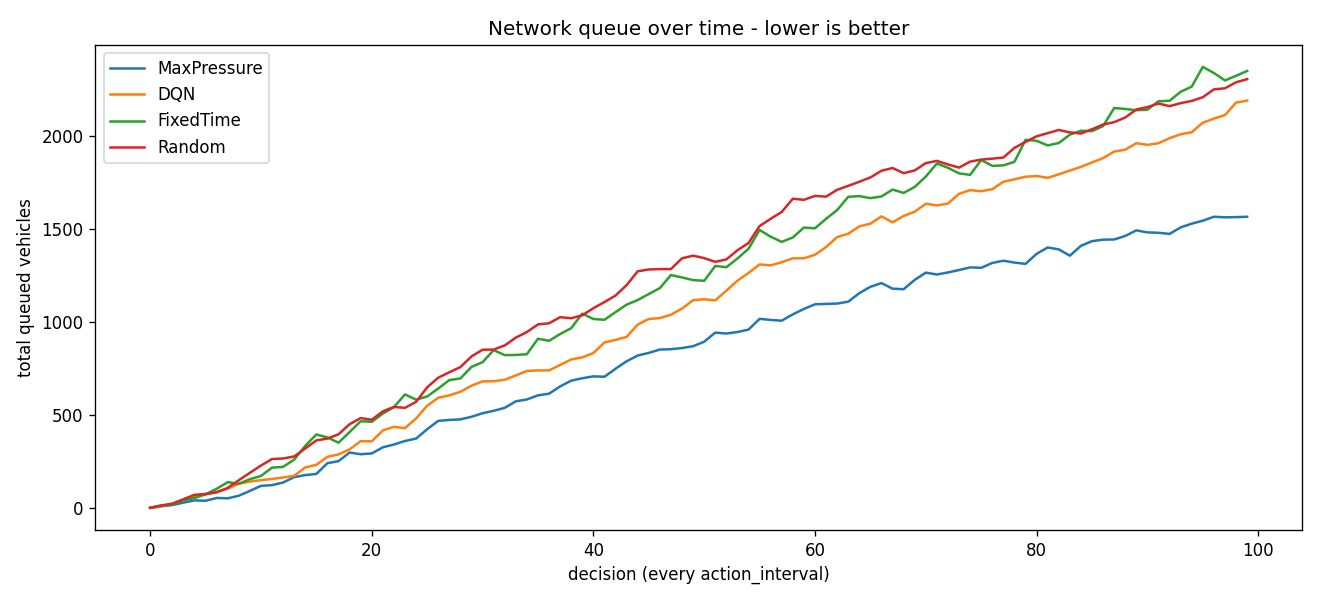 Network queue over time - lower is better
MaxPressure
DQN
FixedTime
Random
total queued vehicles
2000
1500
1000
500
0
0 20 40 60 80 100
decision (every action_interval)